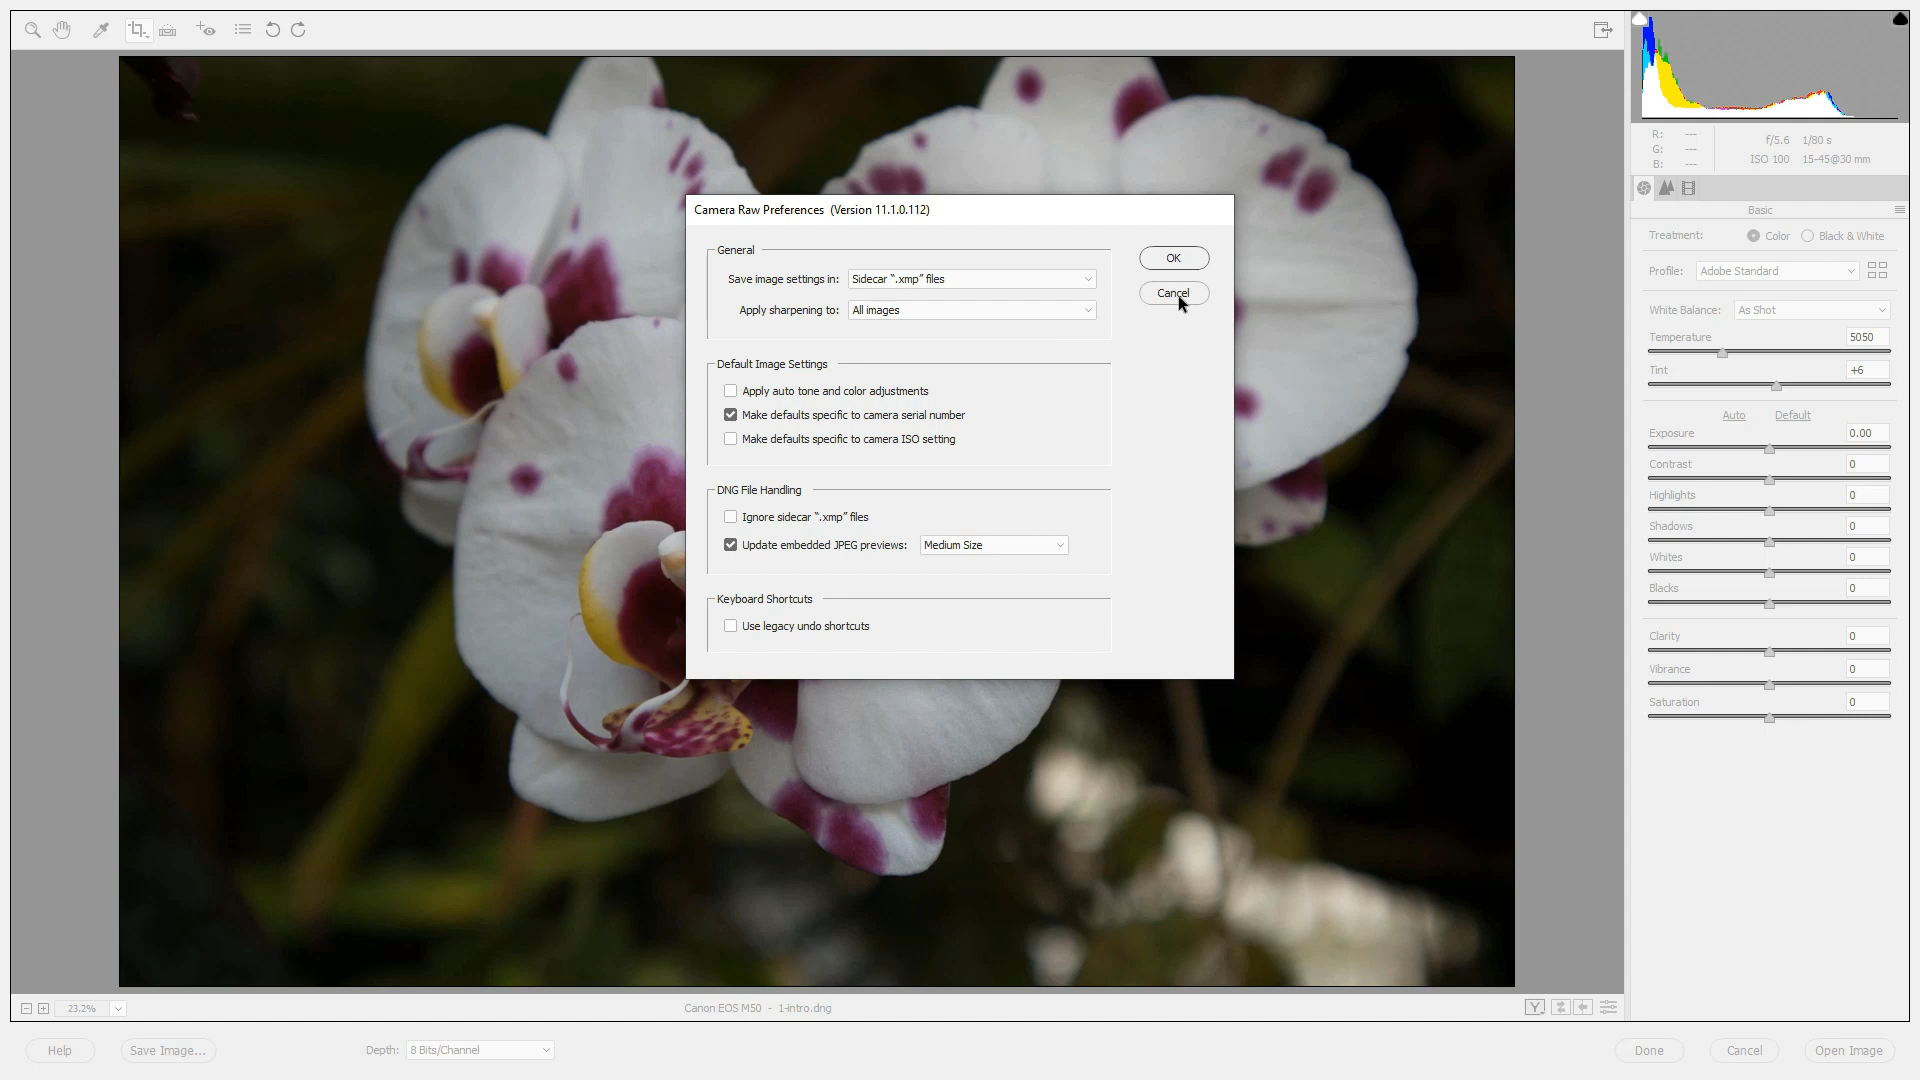 R: ---
G: ---
B: ---
f/5.6 1/80 s
ISO 100 15-45@30 mm
Basic
Treatment: Color Black & White
Profile: Adobe Standard
White Balance: As Shot
Temperature 5050
Tint +6
Auto Default
Exposure 0.00
Contrast 0
Highlights 0
Shadows 0
Whites 0
Blacks 0
Clarity 0
Vibrance 0
Saturation 0
Camera Raw Preferences (Version 11.1.0.112)
General
Save image settings in: Sidecar “.xmp” files
Apply sharpening to: All images
OK
Cancel
Default Image Settings
Apply auto tone and color adjustments
Make defaults specific to camera serial number
Make defaults specific to camera ISO setting
DNG File Handling
Ignore sidecar “.xmp” files
Update embedded JPEG previews: Medium Size
Keyboard Shortcuts
Use legacy undo shortcuts
23.2%
Canon EOS M50 - 1-intro.dng
Y
Help
Save Image...
Depth: 8 Bits/Channel
Done
Cancel
Open Image